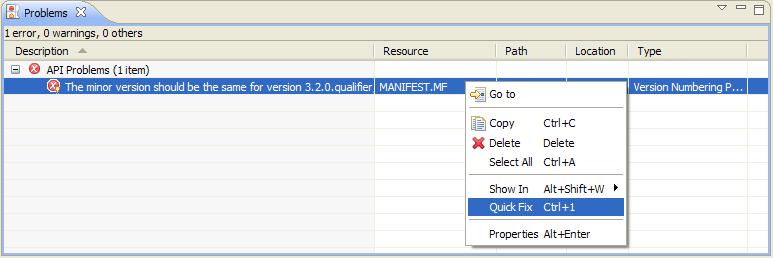 Problems
1 error, 0 warnings, 0 others
Description Resource Path Location Type
API Problems (1 item)
The minor version should be the same for version 3.2.0.qualifier MANIFEST.MF Version Numbering P...
Go to
Copy Ctrl+C
Delete Delete
Select All Ctrl+A
Show In Alt+Shift+W
Quick Fix Ctrl+1
Properties Alt+Enter